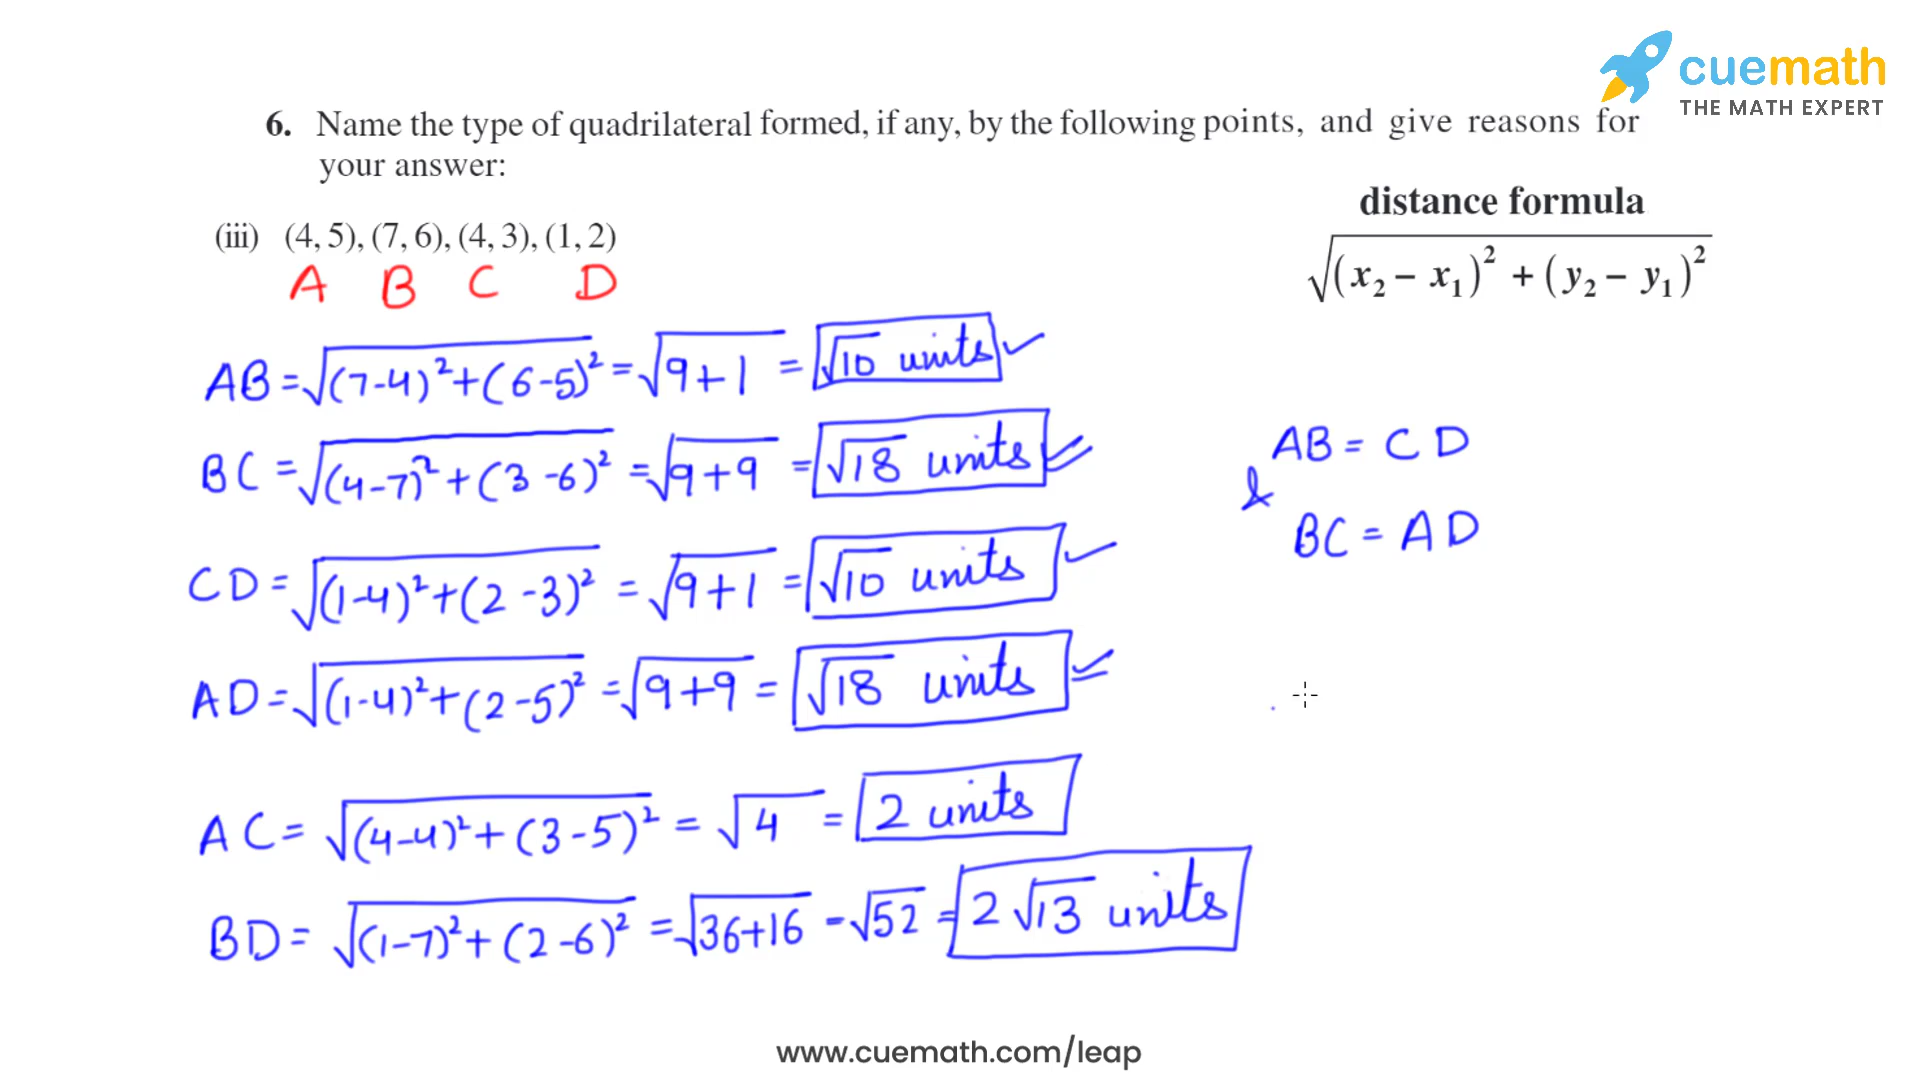 cuemath
THE MATH EXPERT
6. Name the type of quadrilateral formed, if any, by the following points, and give reasons for
your answer:
distance formula
√(x₂ − x₁)² + (y₂ − y₁)²
(iii) (4, 5), (7, 6), (4, 3), (1, 2)
A B C D
AB = √(7-4)² + (6-5)² = √9+1 = √10 units ✓
BC = √(4-7)² + (3-6)² = √9+9 = √18 units
CD = √(1-4)² + (2-3)² = √9+1 = √10 units ✓
AD = √(1-4)² + (2-5)² = √9+9 = √18 units
AC = √(4-4)² + (3-5)² = √4 = 2 units
BD = √(1-7)² + (2-6)² = √36+16 - √52 = 2√13 units
AB = CD
&
BC = AD
www.cuemath.com/leap